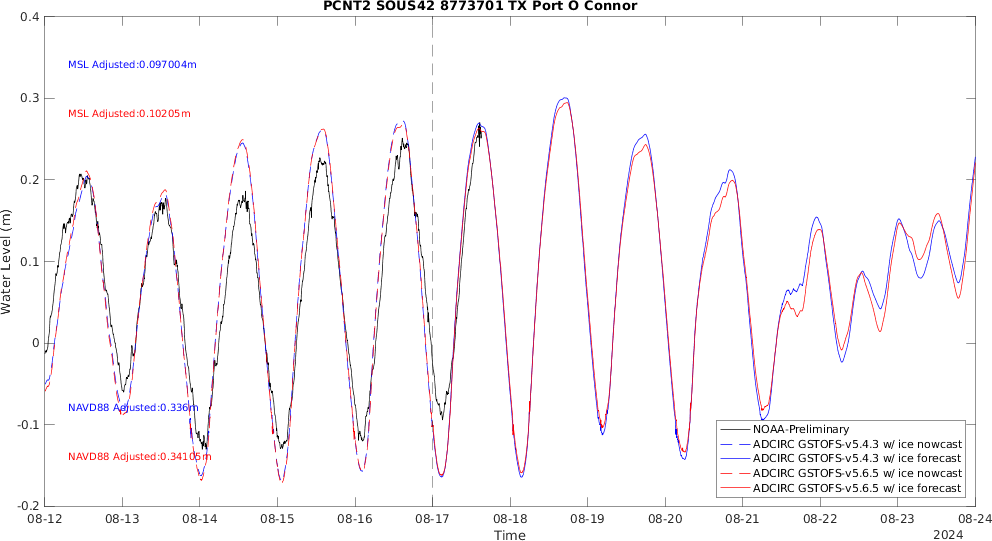 PCNT2 SOUS42 8773701 TX Port O Connor
0.4
0.3
0.2
0.1
0
-0.1
-0.2
Water Level (m)
MSL Adjusted:0.097004m
MSL Adjusted:0.10205m
NAVD88 Adjusted:0.336m
NAVD88 Adjusted:0.34105m
NOAA-Preliminary
ADCIRC GSTOFS-v5.4.3 w/ ice nowcast
ADCIRC GSTOFS-v5.4.3 w/ ice forecast
ADCIRC GSTOFS-v5.6.5 w/ ice nowcast
ADCIRC GSTOFS-v5.6.5 w/ ice forecast
08-12 08-13 08-14 08-15 08-16 08-17 08-18 08-19 08-20 08-21 08-22 08-23 08-24
Time
2024